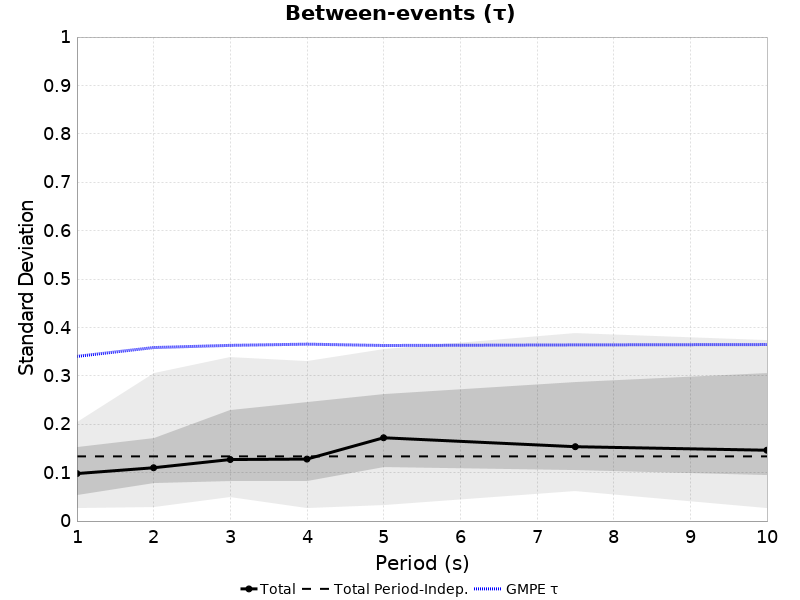 Between-events (τ)
Standard Deviation
1
0.9
0.8
0.7
0.6
0.5
0.4
0.3
0.2
0.1
0
1 2 3 4 5 6 7 8 9 10
Period (s)
Total Total Period-Indep. GMPE τ